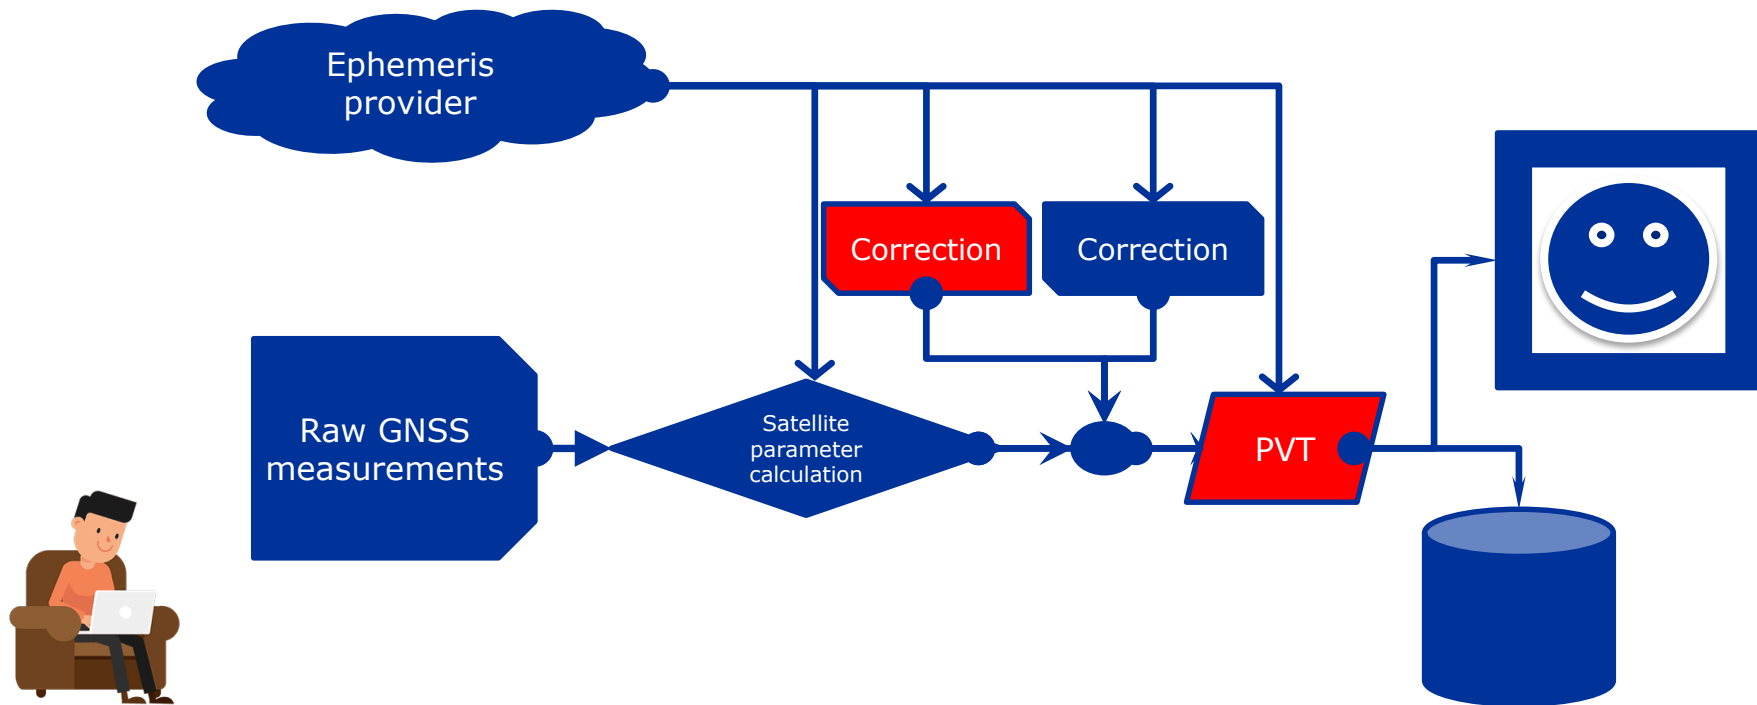 Ephemeris
provider
Correction
Correction
Raw GNSS
measurements
Satellite
parameter
calculation
PVT